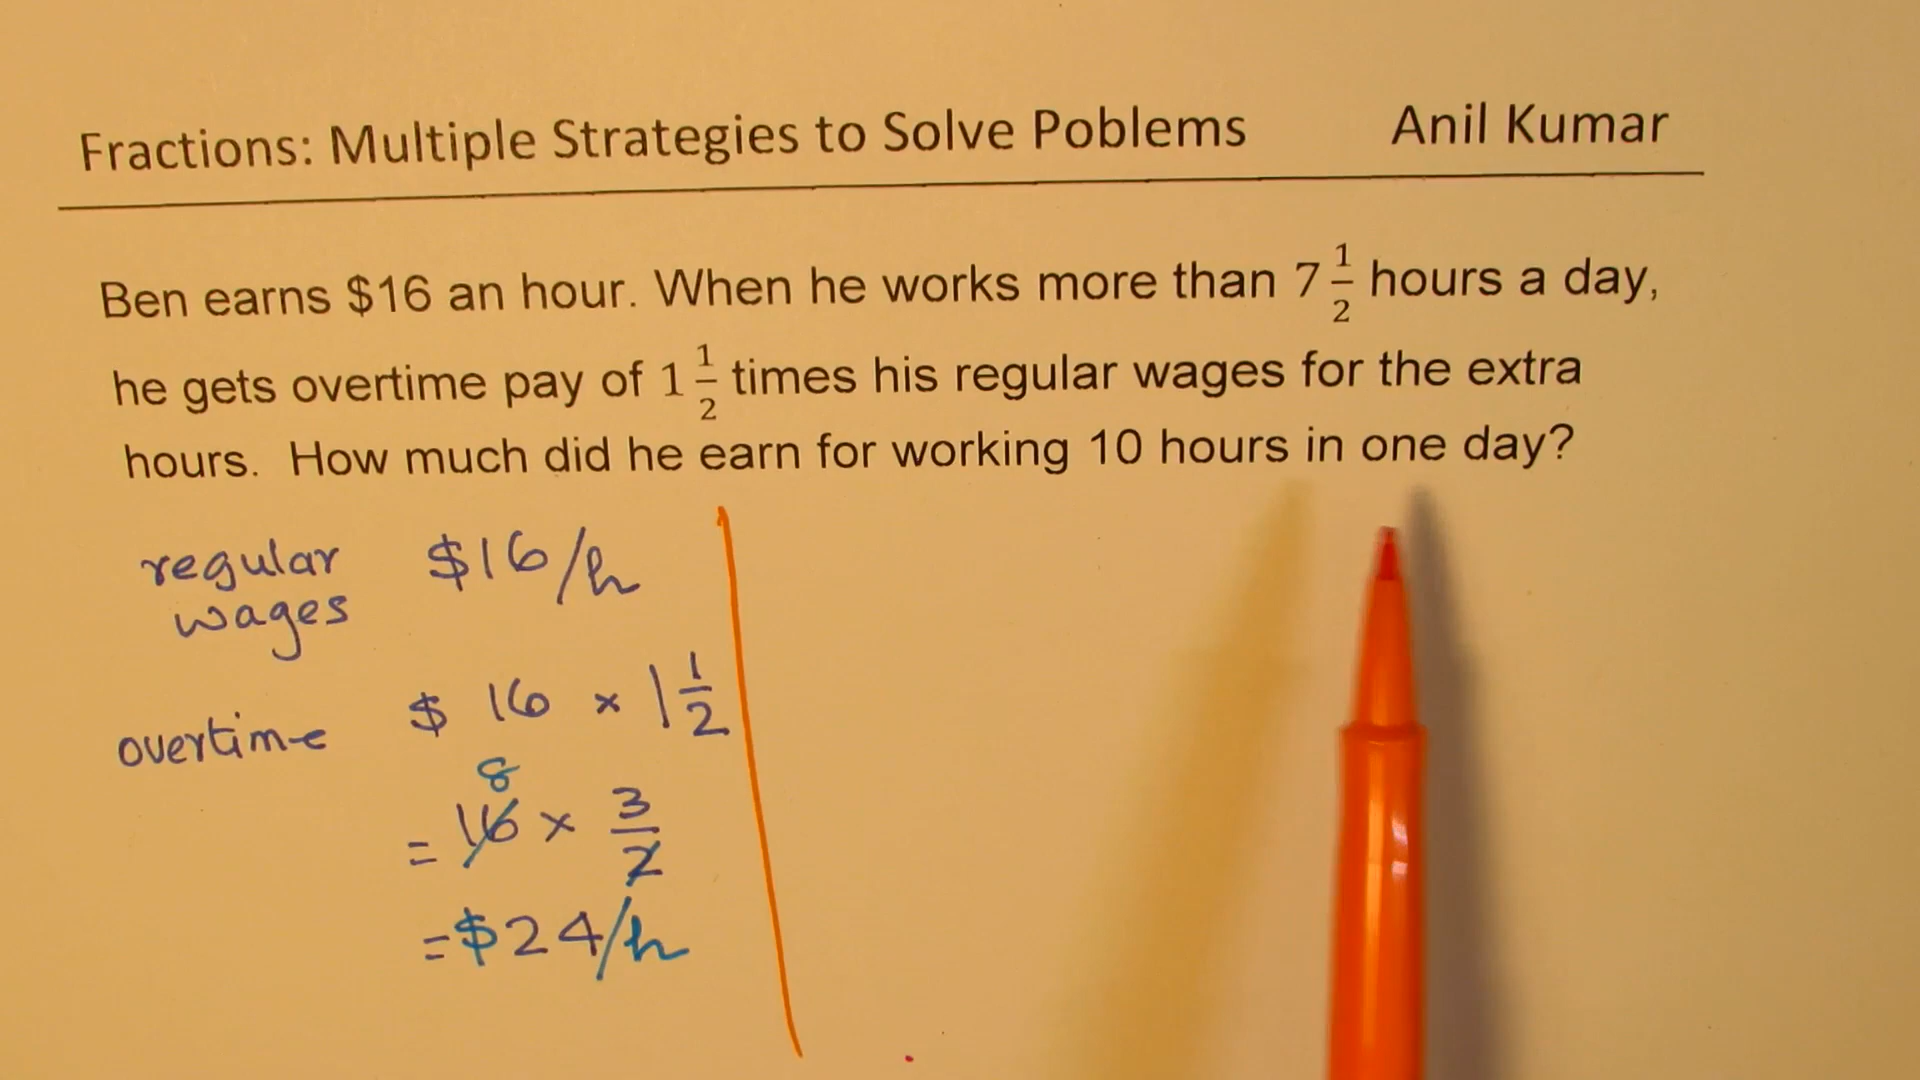 Fractions: Multiple Strategies to Solve Poblems Anil Kumar
Ben earns $16 an hour. When he works more than 7 1/2 hours a day,
he gets overtime pay of 1 1/2 times his regular wages for the extra
hours. How much did he earn for working 10 hours in one day?
regular $16/h
wages
overtime $ 16 × 1 1/2
8
= 16 × 3/2
= $24/h